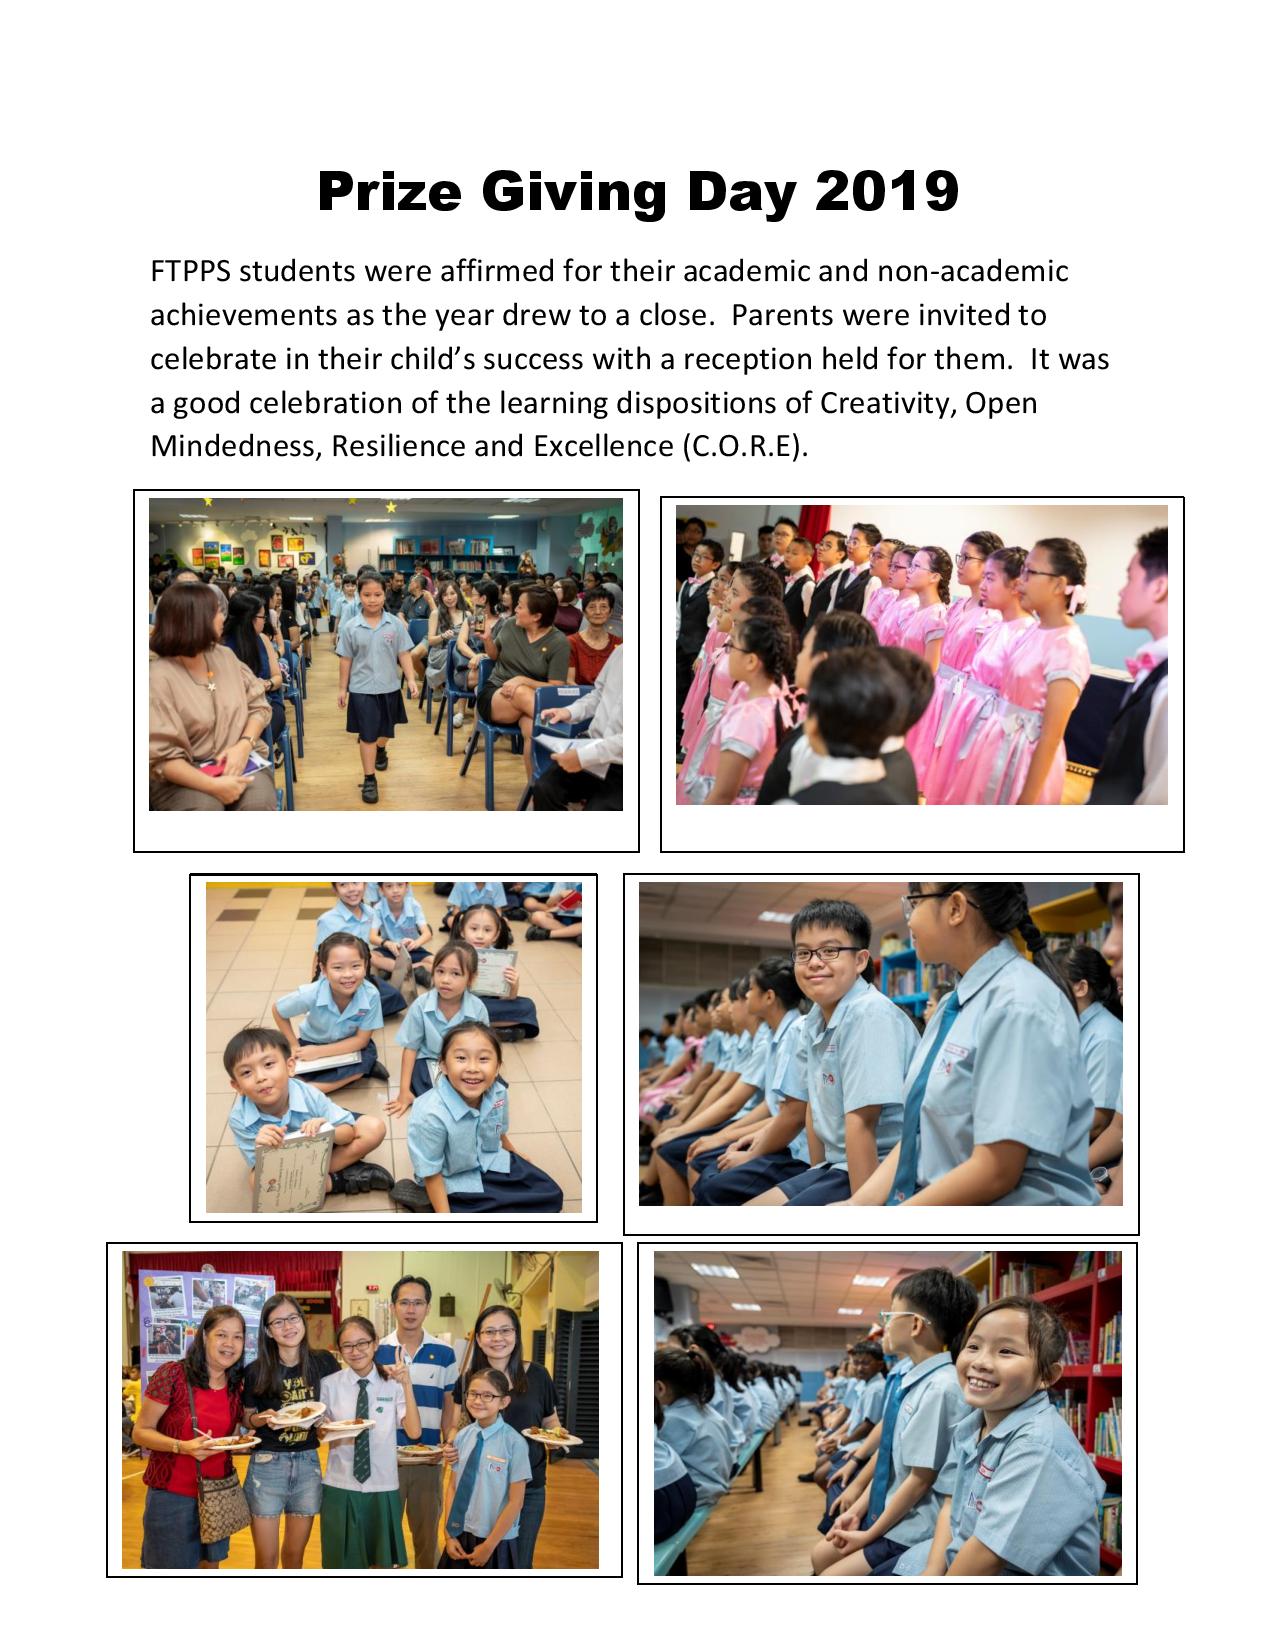 Prize Giving Day 2019
FTPPS students were affirmed for their academic and non-academic
achievements as the year drew to a close.  Parents were invited to
celebrate in their child’s success with a reception held for them.  It was
a good celebration of the learning dispositions of Creativity, Open
Mindedness, Resilience and Excellence (C.O.R.E).